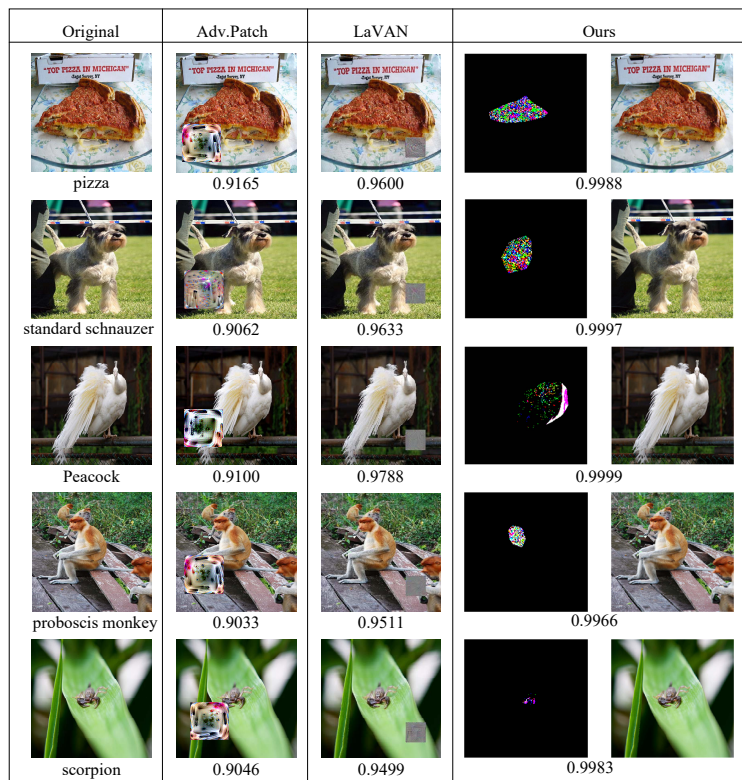 Original Adv.Patch LaVAN Ours
"TOP PIZZA IN MICHIGAN" "TOP PIZZA IN MICHIGAN" "TOP PIZZA IN MICHIGAN" "TOP PIZZA IN MICHIGAN"
pizza 0.9165 0.9600 0.9988
standard schnauzer 0.9062 0.9633 0.9997
Peacock 0.9100 0.9788 0.9999
proboscis monkey 0.9033 0.9511 0.9966
scorpion 0.9046 0.9499 0.9983